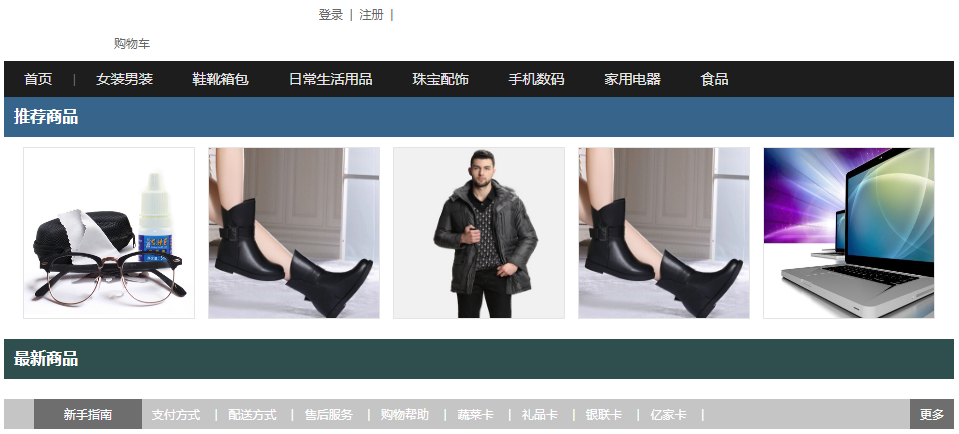 登录 | 注册 |
购物车
首页 | 女装男装 鞋靴箱包 日常生活用品 珠宝配饰 手机数码 家用电器 食品
推荐商品
最新商品
新手指南 支付方式 | 配送方式 | 售后服务 | 购物帮助 | 蔬菜卡 | 礼品卡 | 银联卡 | 亿家卡 | 更多